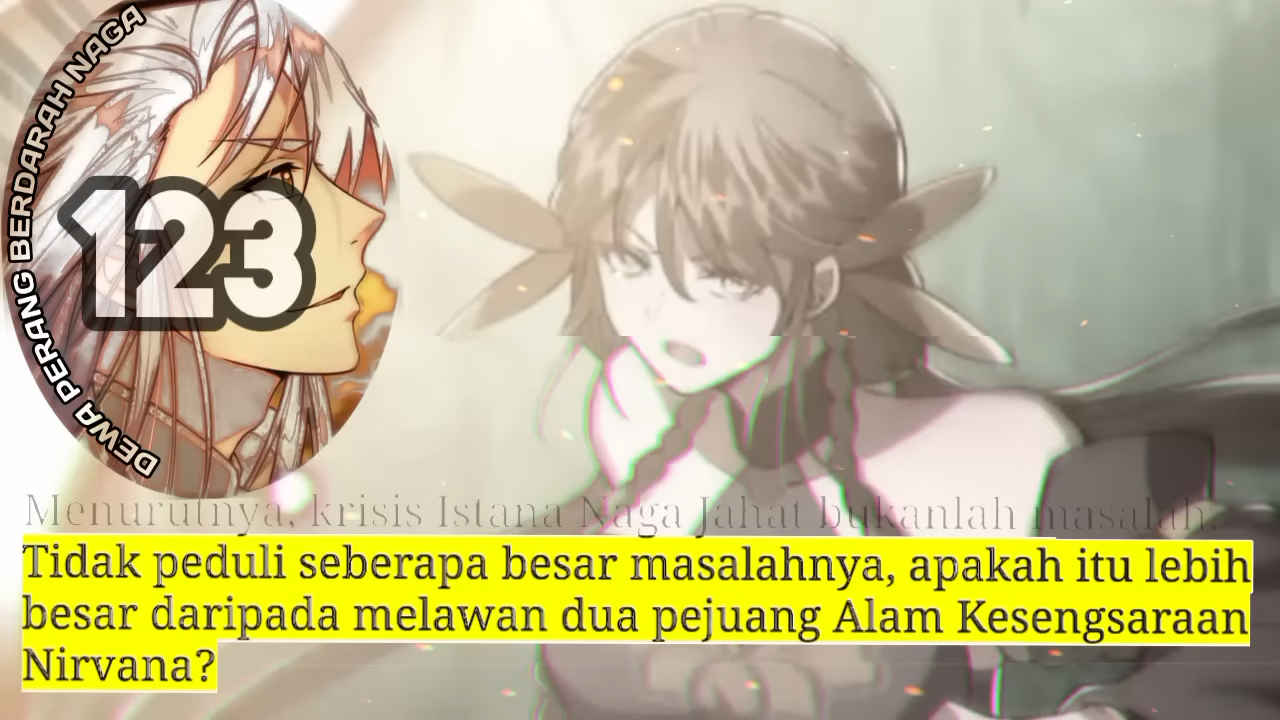 DEWA PERANG BERDARAH NAGA
123
Menurutnya, krisis Istana Naga Jahat bukanlah masalah.
Tidak peduli seberapa besar masalahnya, apakah itu lebih
besar daripada melawan dua pejuang Alam Kesengsaraan
Nirvana?